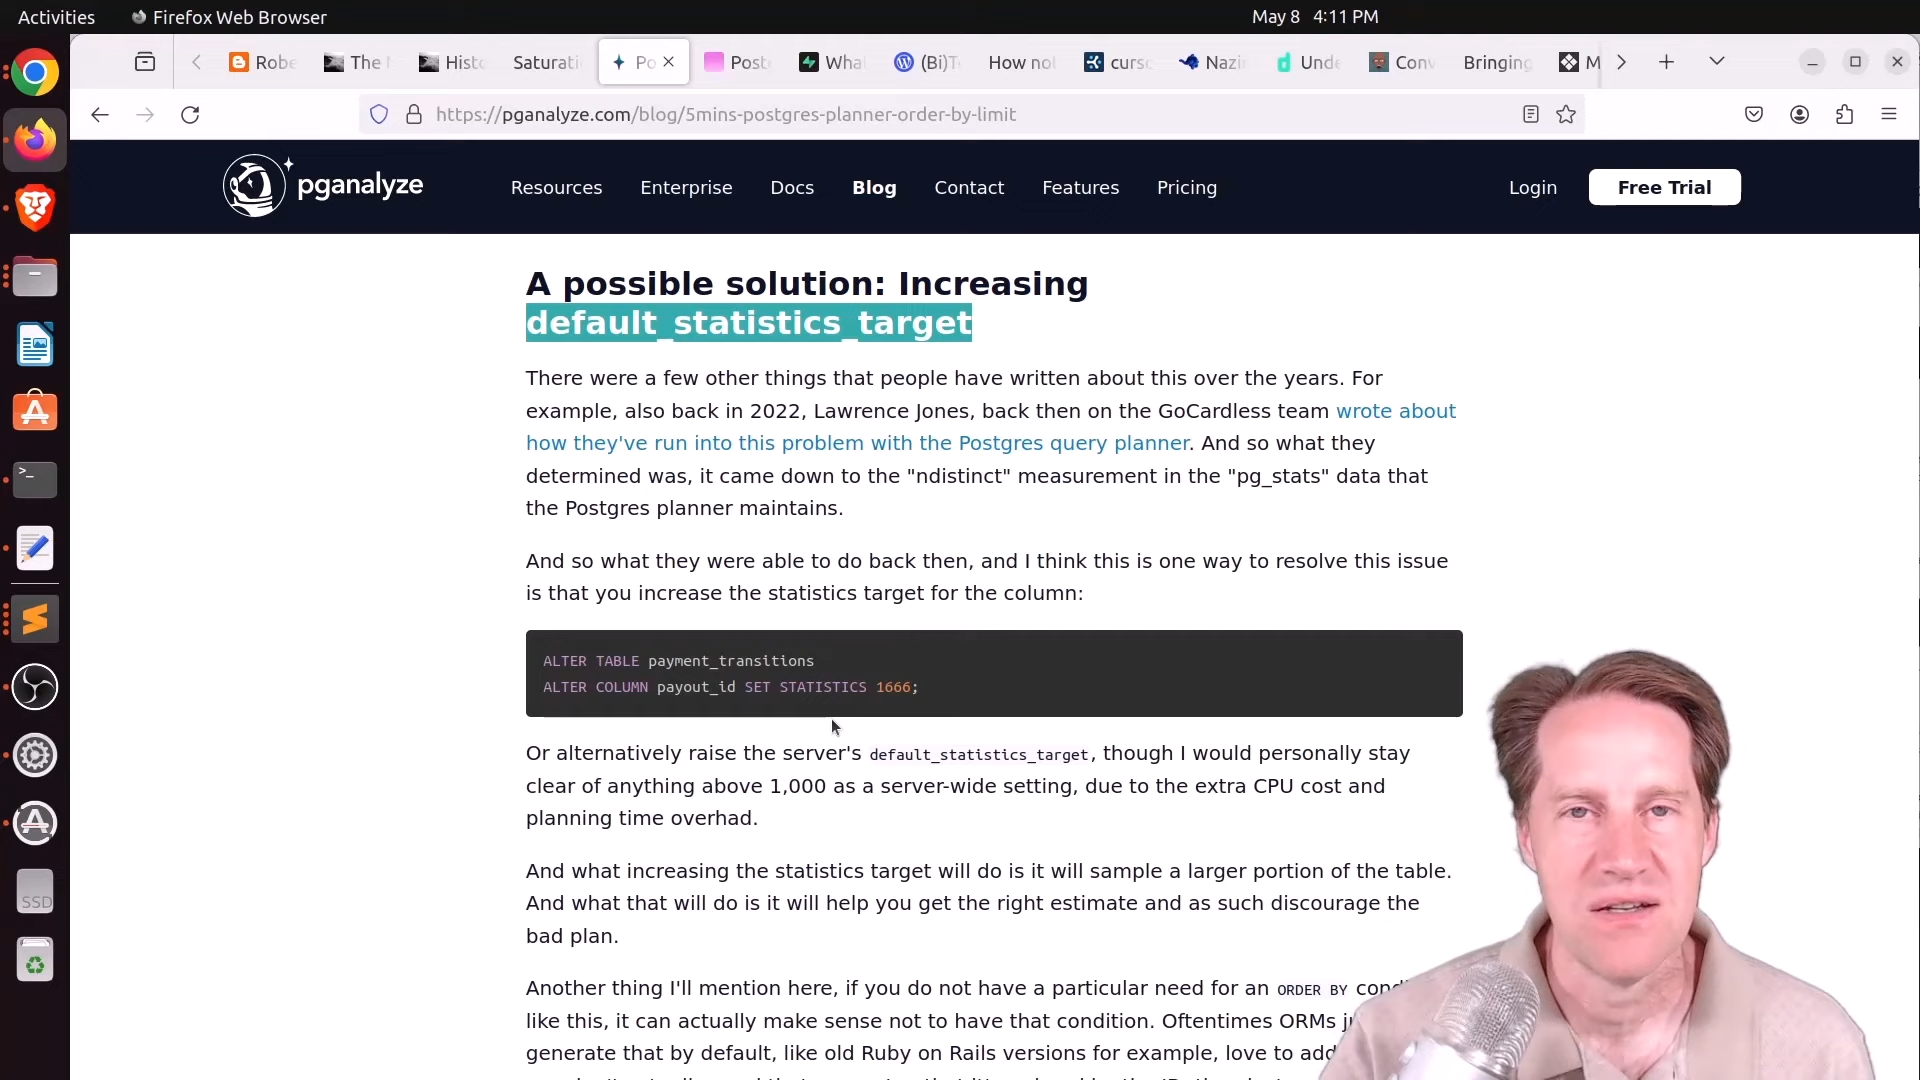 Activities
Firefox Web Browser
May 8 4:11 PM
Robe
The
Histo
Saturati
Po
Post
What
(Bi)T
How not
curso
Nazi
Unde
Conv
Bringing
M
https://pganalyze.com/blog/5mins-postgres-planner-order-by-limit
pganalyze
Resources
Enterprise
Docs
Blog
Contact
Features
Pricing
Login
Free Trial
A possible solution: Increasing
default_statistics_target
There were a few other things that people have written about this over the years. For
example, also back in 2022, Lawrence Jones, back then on the GoCardless team wrote about
how they've run into this problem with the Postgres query planner. And so what they
determined was, it came down to the "ndistinct" measurement in the "pg_stats" data that
the Postgres planner maintains.
And so what they were able to do back then, and I think this is one way to resolve this issue
is that you increase the statistics target for the column:
ALTER TABLE payment_transitions
ALTER COLUMN payout_id SET STATISTICS 1666;
Or alternatively raise the server's default_statistics_target, though I would personally stay
clear of anything above 1,000 as a server-wide setting, due to the extra CPU cost and
planning time overhad.
And what increasing the statistics target will do is it will sample a larger portion of the table.
And what that will do is it will help you get the right estimate and as such discourage the
bad plan.
Another thing I'll mention here, if you do not have a particular need for an ORDER BY cond
like this, it can actually make sense not to have that condition. Oftentimes ORMs ju
generate that by default, like old Ruby on Rails versions for example, love to add
SSD